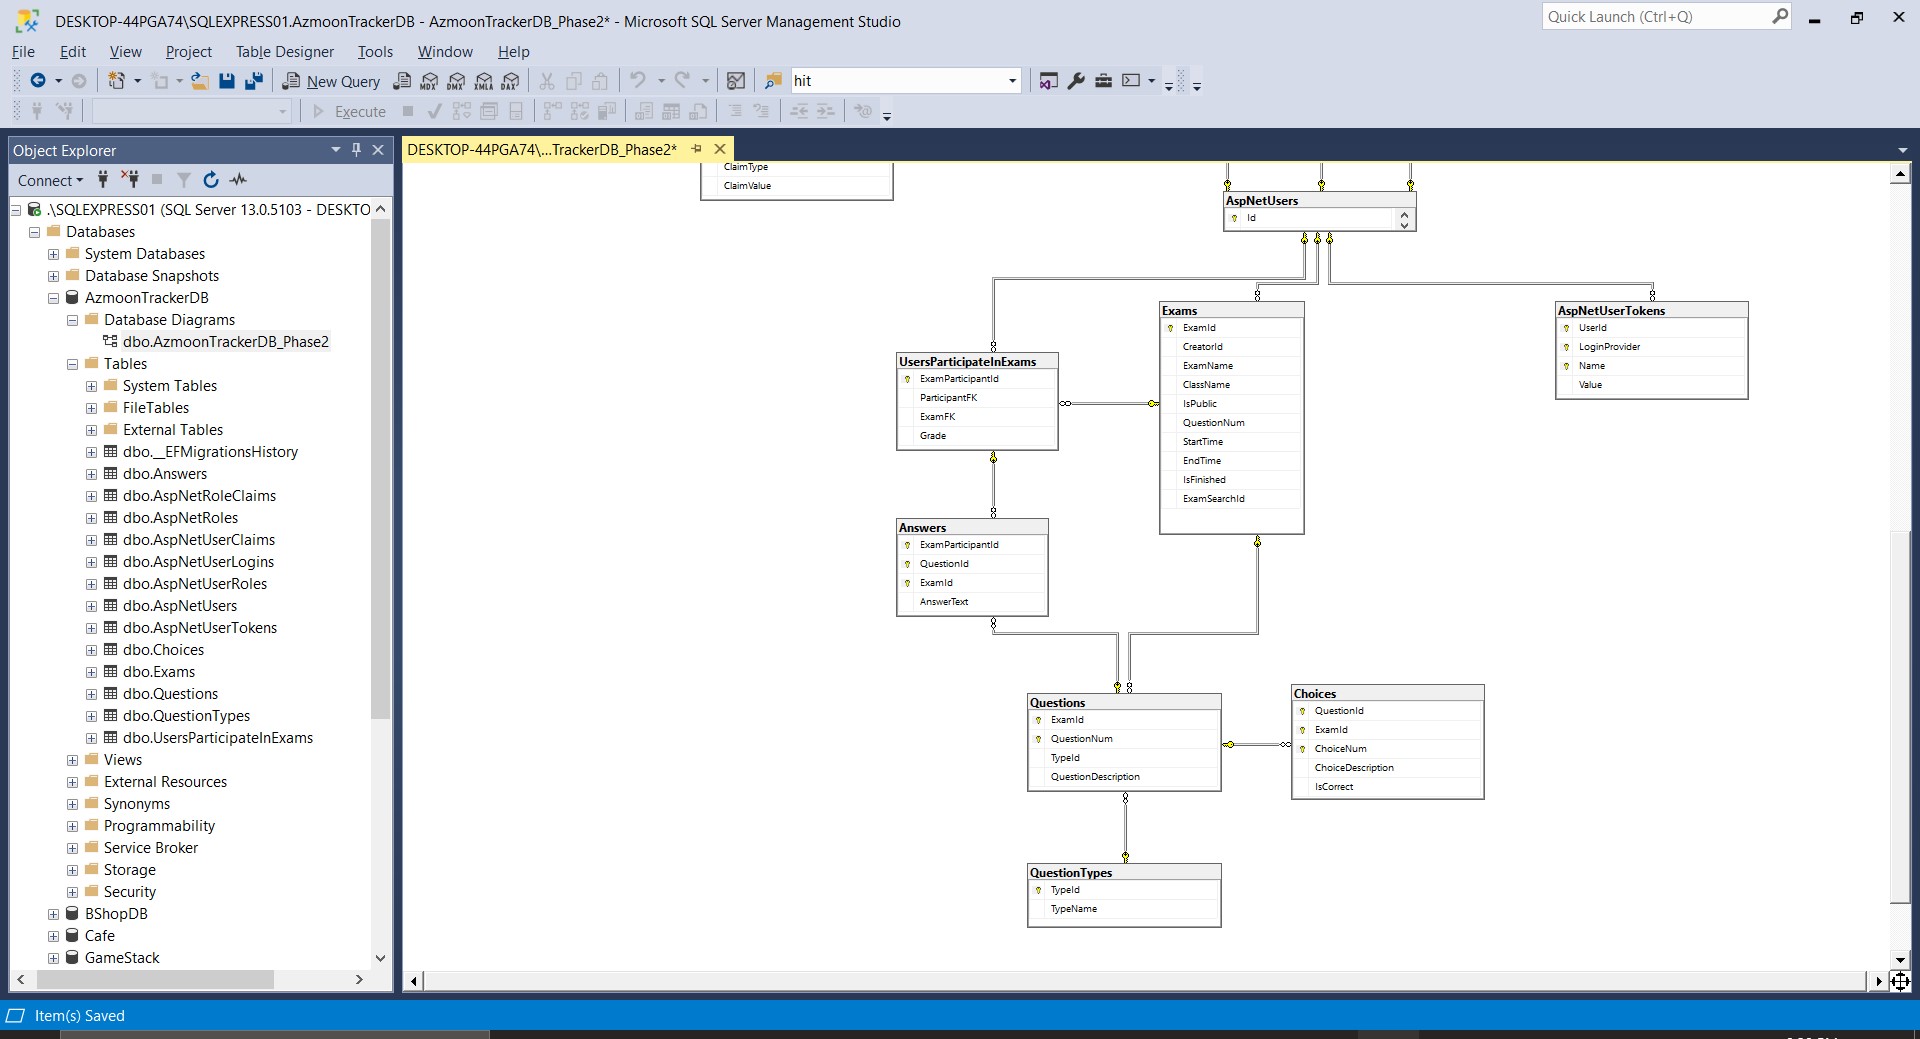 DESKTOP-44PGA74\SQLEXPRESS01.AzmoonTrackerDB - AzmoonTrackerDB_Phase2* - Microsoft SQL Server Management Studio
Quick Launch (Ctrl+Q)
File Edit View Project Table Designer Tools Window Help
New Query
MDX DMX XMLA DAX
hit
Execute
Object Explorer
DESKTOP-44PGA74\...TrackerDB_Phase2*
Connect
.\SQLEXPRESS01 (SQL Server 13.0.5103 - DESKTO
Databases
System Databases
Database Snapshots
AzmoonTrackerDB
Database Diagrams
dbo.AzmoonTrackerDB_Phase2
Tables
System Tables
FileTables
External Tables
dbo.__EFMigrationsHistory
dbo.Answers
dbo.AspNetRoleClaims
dbo.AspNetRoles
dbo.AspNetUserClaims
dbo.AspNetUserLogins
dbo.AspNetUserRoles
dbo.AspNetUsers
dbo.AspNetUserTokens
dbo.Choices
dbo.Exams
dbo.Questions
dbo.QuestionTypes
dbo.UsersParticipateInExams
Views
External Resources
Synonyms
Programmability
Service Broker
Storage
Security
BShopDB
Cafe
GameStack
ClaimType
ClaimValue
AspNetUsers
Id
UsersParticipateInExams
ExamParticipantId
ParticipantFK
ExamFK
Grade
Exams
ExamId
CreatorId
ExamName
ClassName
IsPublic
QuestionNum
StartTime
EndTime
IsFinished
ExamSearchId
AspNetUserTokens
UserId
LoginProvider
Name
Value
Answers
ExamParticipantId
QuestionId
ExamId
AnswerText
Questions
ExamId
QuestionNum
TypeId
QuestionDescription
Choices
QuestionId
ExamId
ChoiceNum
ChoiceDescription
IsCorrect
QuestionTypes
TypeId
TypeName
Item(s) Saved